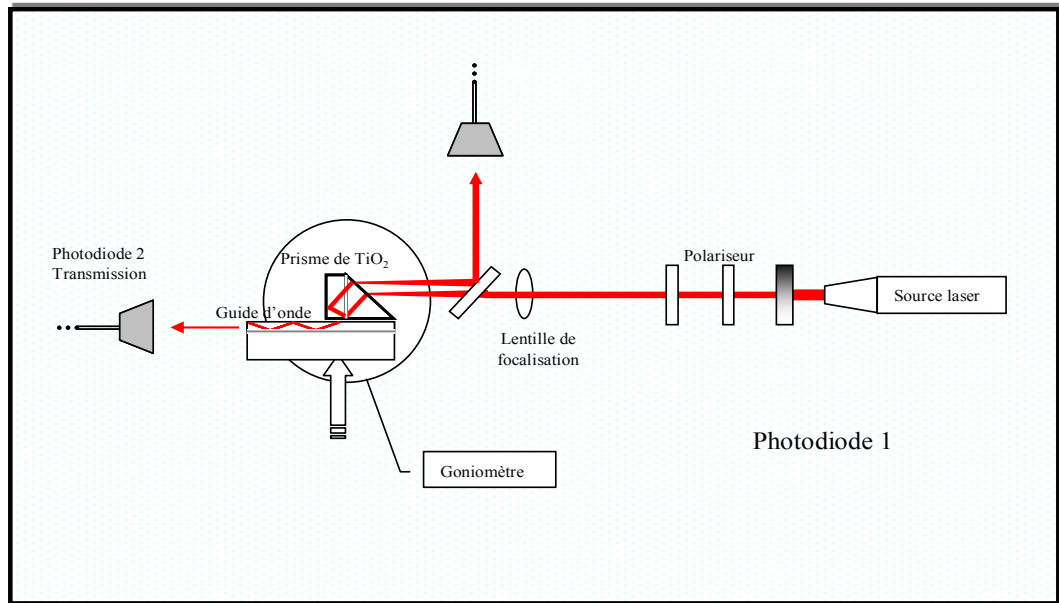 Photodiode 2
Transmission
Prisme de TiO2
Guide d’onde
Polariseur
Source laser
Lentille de
focalisation
Photodiode 1
Goniomètre